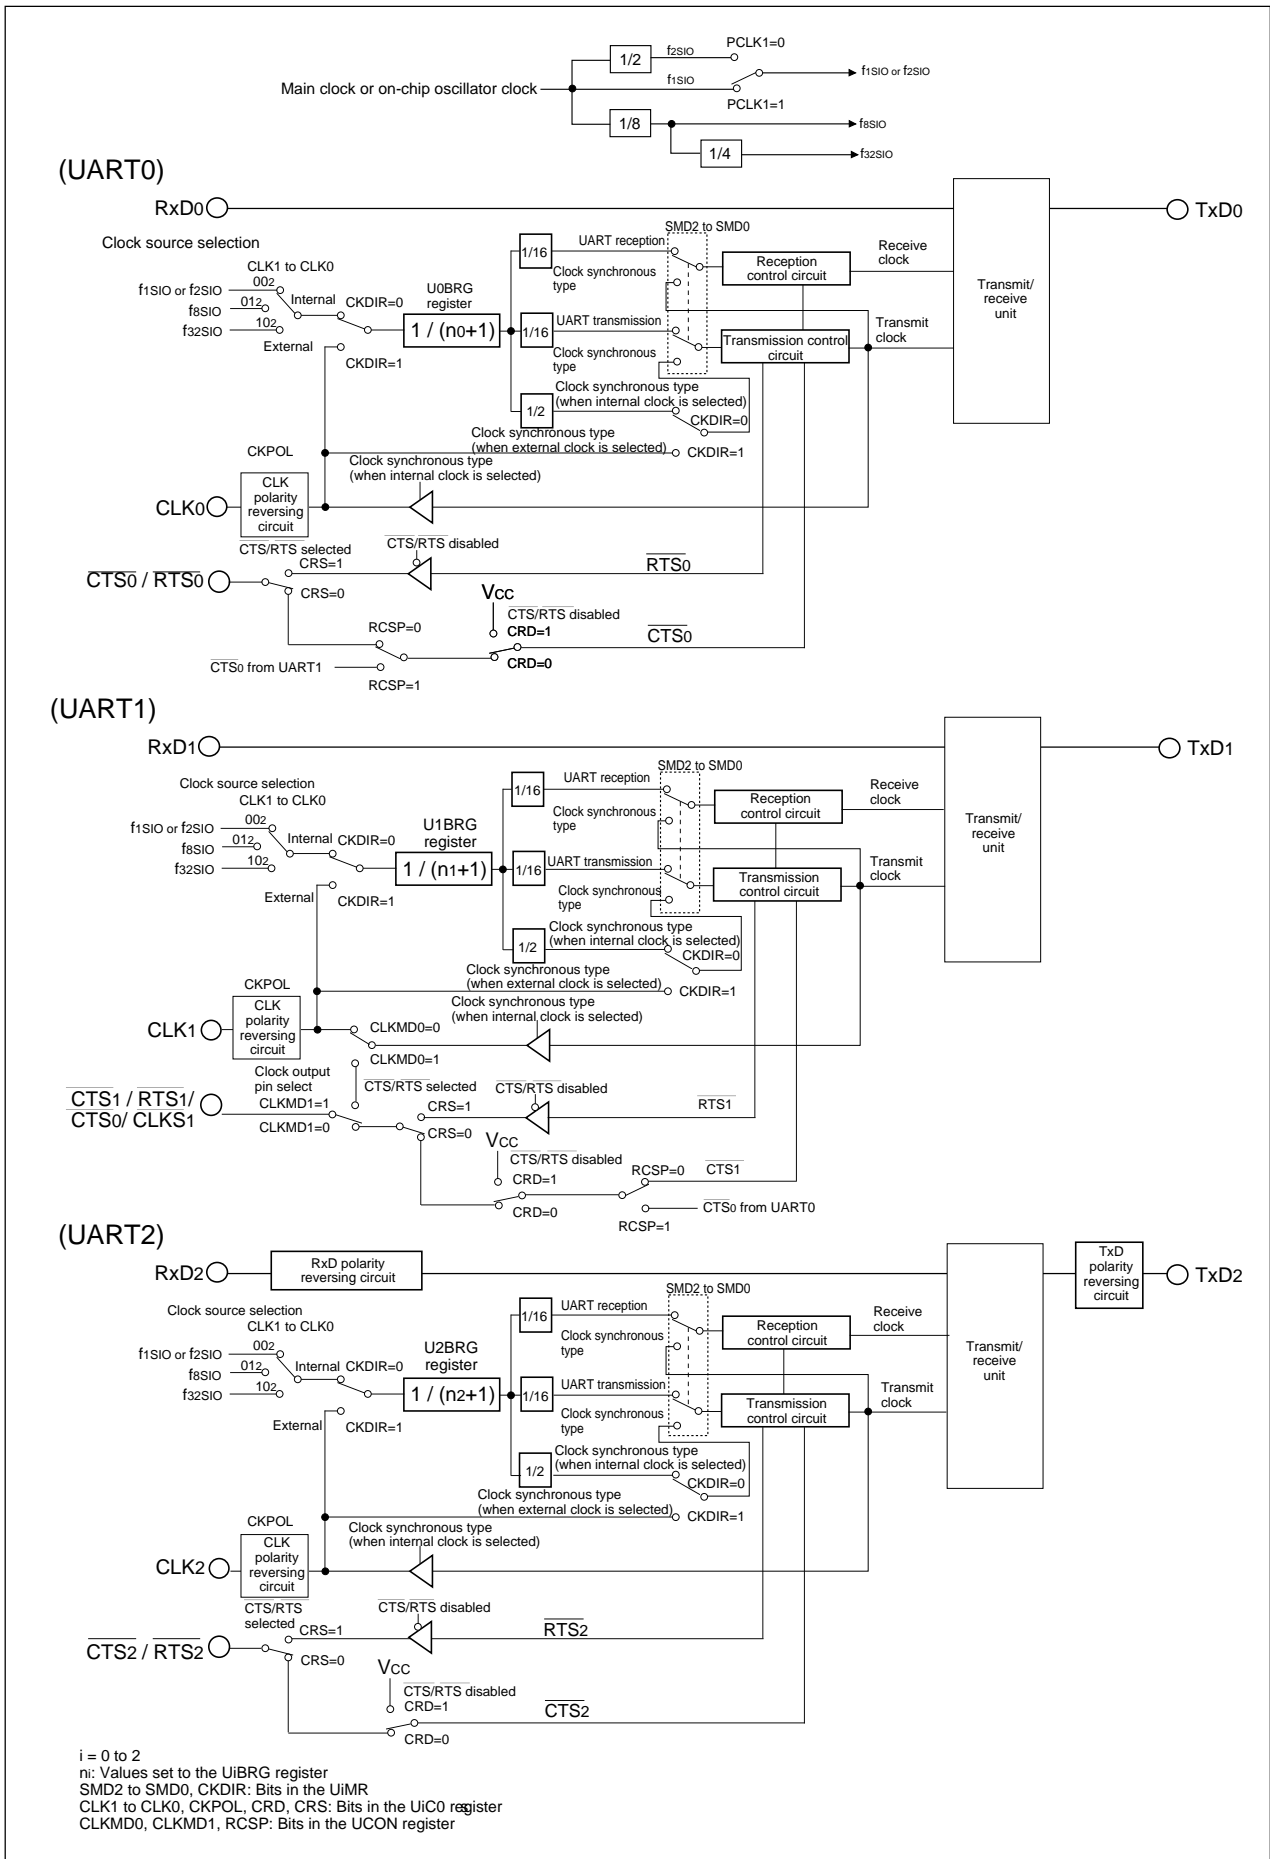 PCLK1=0
1/2
f2SIO
f1SIO or f2SIO
Main clock or on-chip oscillator clock
f1SIO
PCLK1=1
1/8
f8SIO
1/4
f32SIO
(UART0)
RxD0
TxD0
SMD2 to SMD0
Clock source selection
UART reception
1/16
Reception
control circuit
Receive
clock
CLK1 to CLK0
Clock synchronous
type
002
f1SIO or f2SIO
U0BRG
register
Internal
CKDIR=0
012
f8SIO
1 / (n0+1)
102
f32SIO
1/16
UART transmission
Transmission control
circuit
Transmit
clock
Transmit/
receive
unit
External
CKDIR=1
Clock synchronous
type
Clock synchronous type
(when internal clock is selected)
1/2
CKDIR=0
Clock synchronous type
(when external clock is selected)
CKDIR=1
CKPOL
Clock synchronous type
(when internal clock is selected)
CLK0
CLK
polarity
reversing
circuit
CTS/RTS selected
CTS/RTS disabled
CRS=1
RTS0
CTS0 / RTS0
CRS=0
VCC
CTS/RTS disabled
RCSP=0
CRD=1
CTS0
CTS0 from UART1
CRD=0
RCSP=1
(UART1)
RxD1
TxD1
SMD2 to SMD0
Clock source selection
UART reception
1/16
Reception
control circuit
Receive
clock
CLK1 to CLK0
Clock synchronous
type
002
f1SIO or f2SIO
U1BRG
register
Internal
CKDIR=0
012
f8SIO
1 / (n1+1)
102
f32SIO
1/16
UART transmission
Transmission
control circuit
Transmit
clock
Transmit/
receive
unit
External
CKDIR=1
Clock synchronous
type
Clock synchronous type
(when internal clock is selected)
1/2
CKDIR=0
Clock synchronous type
(when external clock is selected)
CKDIR=1
CKPOL
Clock synchronous type
(when internal clock is selected)
CLK1
CLK
polarity
reversing
circuit
CLKMD0=0
CLKMD0=1
Clock output
pin select
CTS/RTS selected
CTS/RTS disabled
CTS1 / RTS1/
CTS0/ CLKS1
CLKMD1=1
CRS=1
RTS1
CLKMD1=0
CRS=0
VCC
CTS/RTS disabled
CRD=1
RCSP=0
CTS1
CTS0 from UART0
CRD=0
RCSP=1
(UART2)
RxD2
RxD polarity
reversing circuit
TxD
polarity
reversing
circuit
TxD2
SMD2 to SMD0
Clock source selection
UART reception
1/16
Reception
control circuit
Receive
clock
CLK1 to CLK0
Clock synchronous
type
002
f1SIO or f2SIO
U2BRG
register
Internal
CKDIR=0
012
f8SIO
1 / (n2+1)
102
f32SIO
1/16
UART transmission
Transmission
control circuit
Transmit
clock
Transmit/
receive
unit
External
CKDIR=1
Clock synchronous
type
Clock synchronous type
(when internal clock is selected)
1/2
CKDIR=0
Clock synchronous type
(when external clock is selected)
CKDIR=1
CKPOL
Clock synchronous type
(when internal clock is selected)
CLK2
CLK
polarity
reversing
circuit
CTS/RTS
selected
CTS/RTS disabled
CRS=1
RTS2
CTS2 / RTS2
CRS=0
VCC
CTS/RTS disabled
CRD=1
CTS2
CRD=0
i = 0 to 2
ni: Values set to the UiBRG register
SMD2 to SMD0, CKDIR: Bits in the UiMR
CLK1 to CLK0, CKPOL, CRD, CRS: Bits in the UiC0 register
CLKMD0, CLKMD1, RCSP: Bits in the UCON register